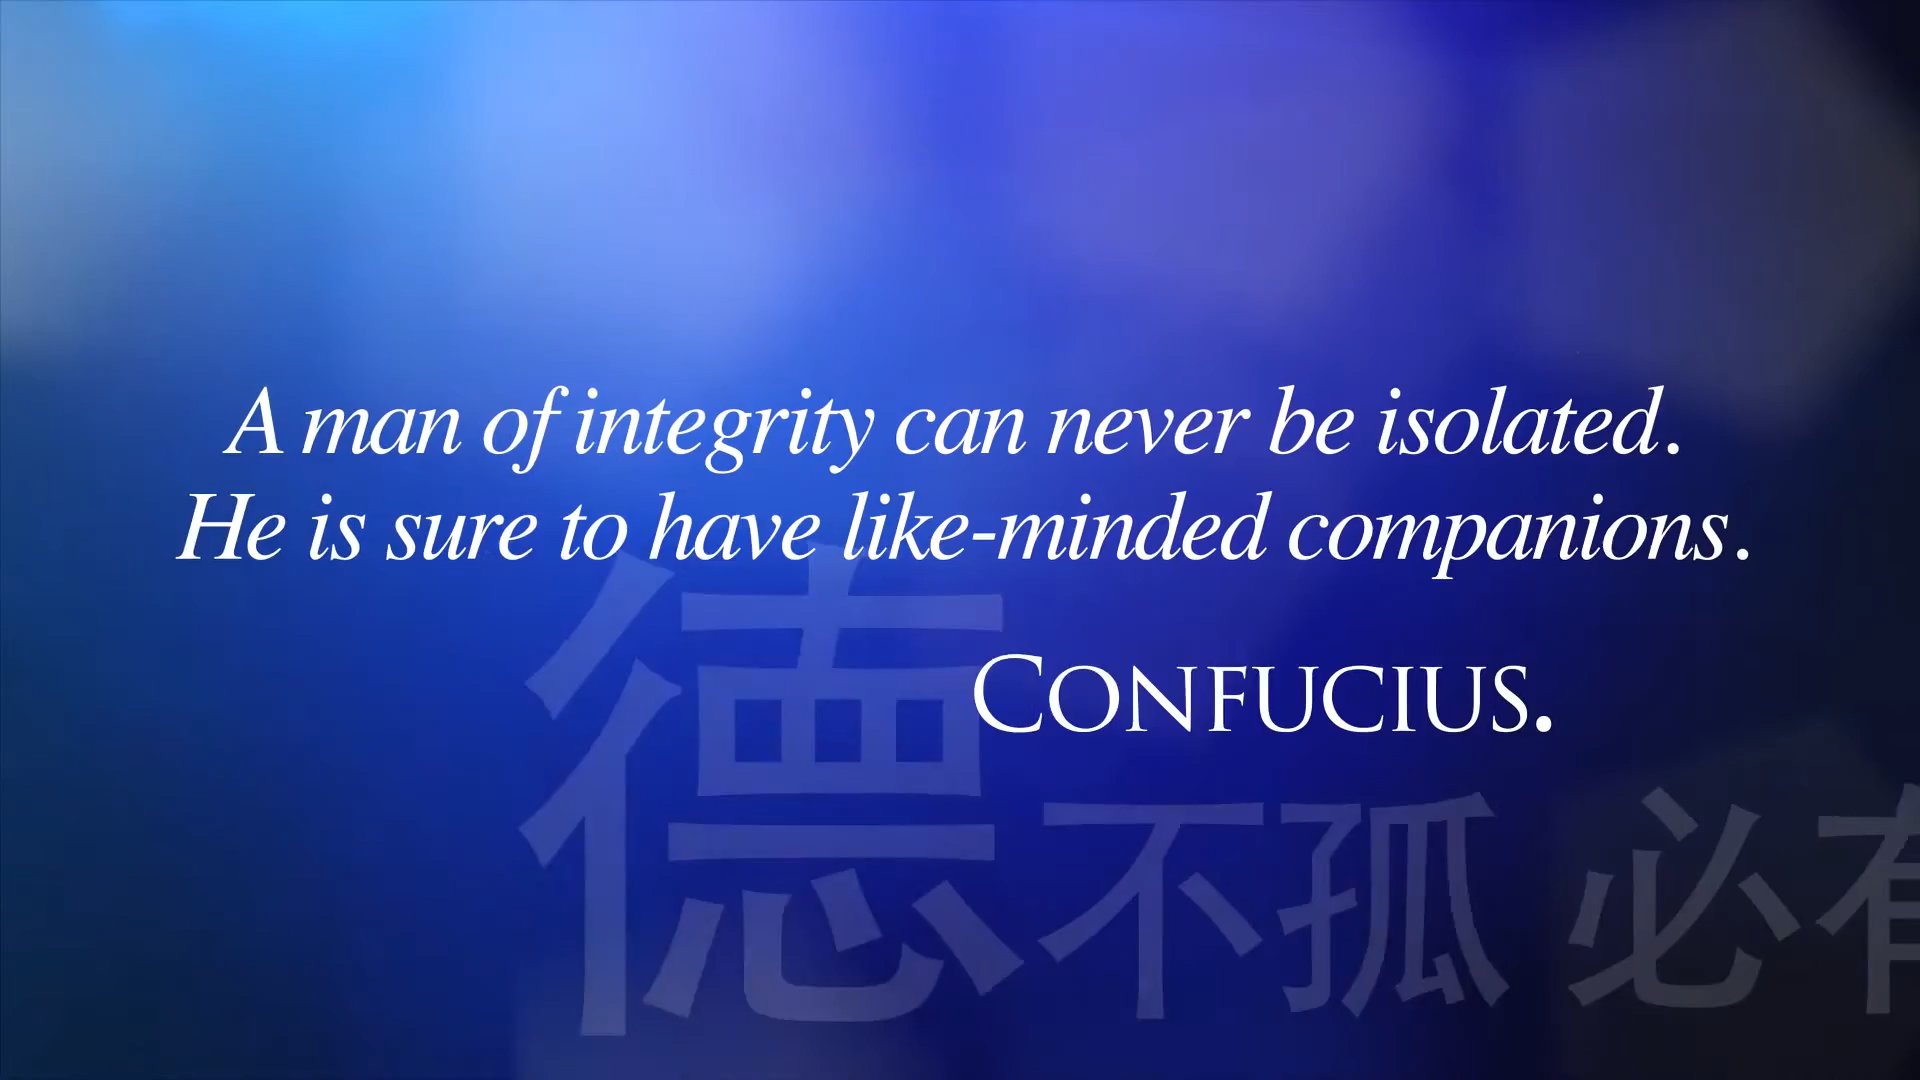 A man of integrity can never be isolated.
He is sure to have like-minded companions.
CONFUCIUS.
德不孤 必有